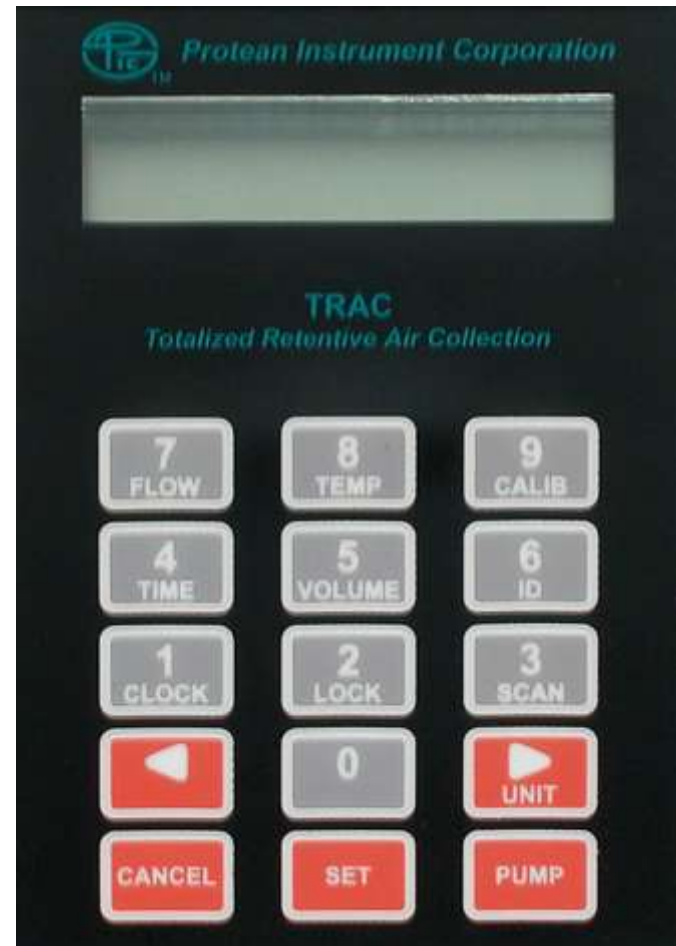 PIC TM Protean Instrument Corporation
TRAC
Totalized Retentive Air Collection
7 8 9
FLOW TEMP CALIB
4 5 6
TIME VOLUME ID
1 2 3
CLOCK LOCK SCAN
0
UNIT
CANCEL SET PUMP